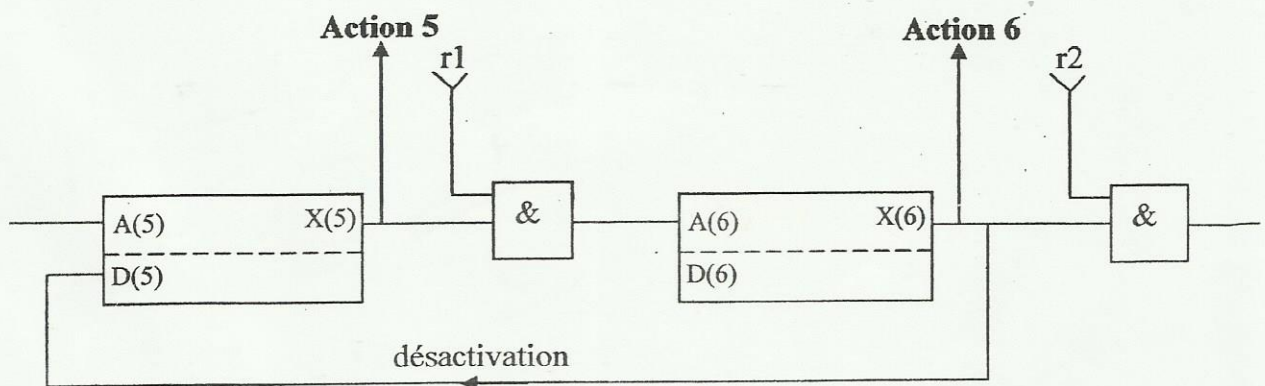 Action 5
Action 6
r1
r2
A(5) X(5)
&
A(6) X(6)
&
D(5)
D(6)
désactivation